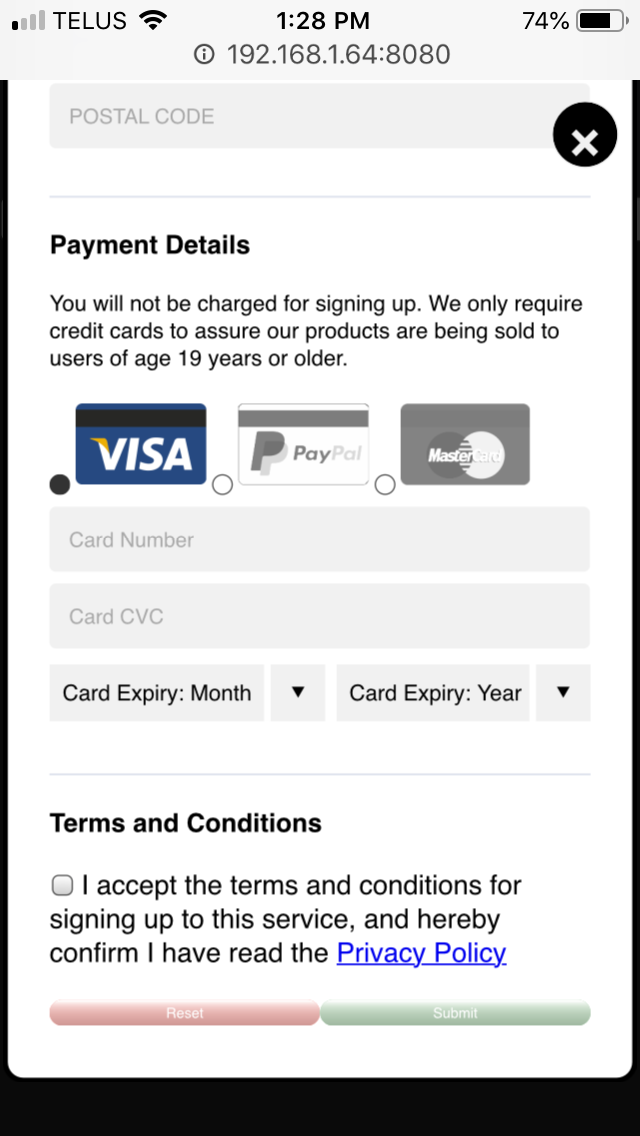 TELUS 1:28 PM 74%
192.168.1.64:8080
POSTAL CODE
Payment Details
You will not be charged for signing up. We only require
credit cards to assure our products are being sold to
users of age 19 years or older.
VISA PayPal MasterCard
Card Number
Card CVC
Card Expiry: Month Card Expiry: Year
Terms and Conditions
I accept the terms and conditions for
signing up to this service, and hereby
confirm I have read the Privacy Policy
Reset Submit